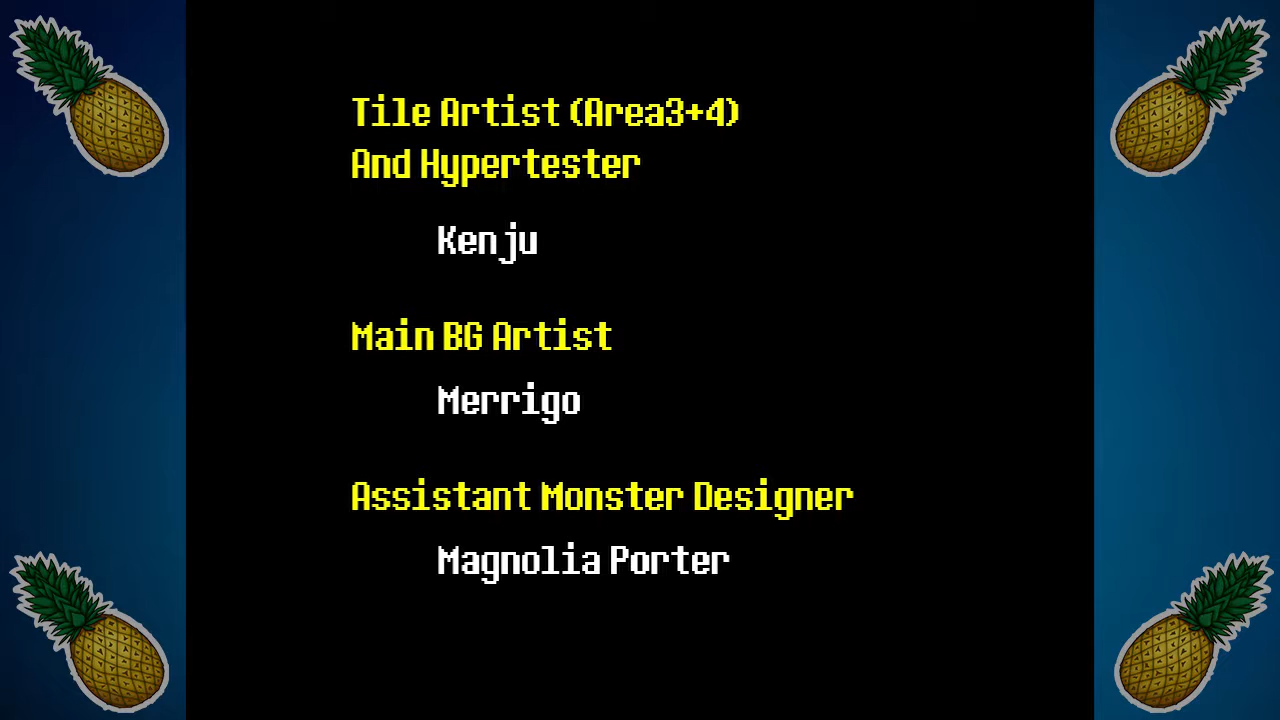 Tile Artist (Area3+4)
And Hypertester
Kenju
Main BG Artist
Merrigo
Assistant Monster Designer
Magnolia Porter